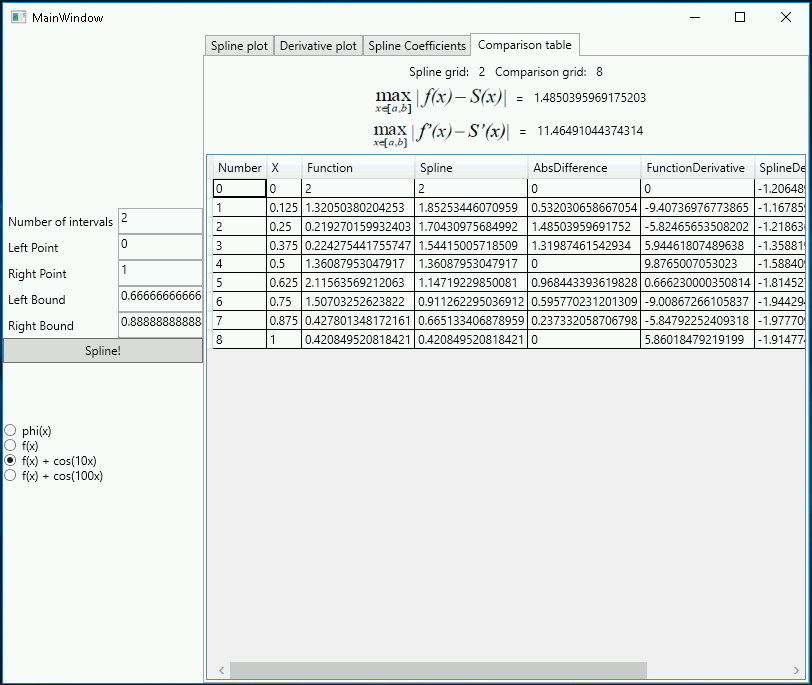 MainWindow
Spline plot Derivative plot Spline Coefficients Comparison table
Spline grid: 2 Comparison grid: 8
max x∈[a,b] | f(x) − S(x)| = 1.4850395969175203
max x∈[a,b] | f'(x) − S'(x)| = 11.46491044374314
Number X Function Spline AbsDifference FunctionDerivative SplineDe
0 0 2 2 0 0 -1.20648
1 0.125 1.32050380204253 1.85253446070959 0.532030658667054 -9.40736976773865 -1.16785
2 0.25 0.219270159932403 1.70430975684992 1.48503959691752 -5.82465653508202 -1.21863
3 0.375 0.224275441755747 1.54415005718509 1.31987461542934 5.94461807489638 -1.35881
4 0.5 1.36087953047917 1.36087953047917 0 9.8765007053023 -1.58840
5 0.625 2.11563569212063 1.14719229850081 0.968443393619828 0.666230000350814 -1.81452
6 0.75 1.50703252623822 0.911262295036912 0.595770231201309 -9.00867266105837 -1.94429
7 0.875 0.427801348172161 0.665133406878959 0.237332058706798 -5.84792252409318 -1.97770
8 1 0.420849520818421 0.420849520818421 0 5.86018479219199 -1.91477
Number of intervals 2
Left Point 0
Right Point 1
Left Bound 0.66666666666
Right Bound 0.88888888888
Spline!
phi(x)
f(x)
f(x) + cos(10x)
f(x) + cos(100x)